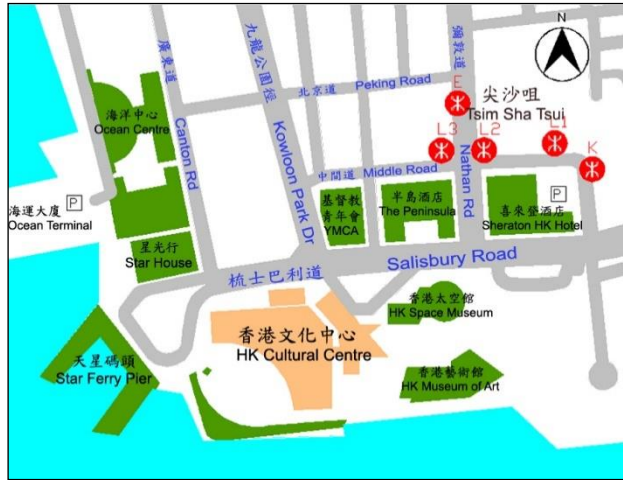 N
廣東道
Canton Rd
九龍公園徑
Kowloon Park Dr
彌敦道
Nathan Rd
北京道 Peking Road
E
尖沙咀
Tsim Sha Tsui
海洋中心
Ocean Centre
L3
L2
L1
K
中間道 Middle Road
P
海運大廈
Ocean Terminal
基督教
青年會
YMCA
半島酒店
The Peninsula
P
喜來登酒店
Sheraton HK Hotel
星光行
Star House
梳士巴利道 Salisbury Road
香港太空館
HK Space Museum
香港文化中心
HK Cultural Centre
天星碼頭
Star Ferry Pier
香港藝術館
HK Museum of Art